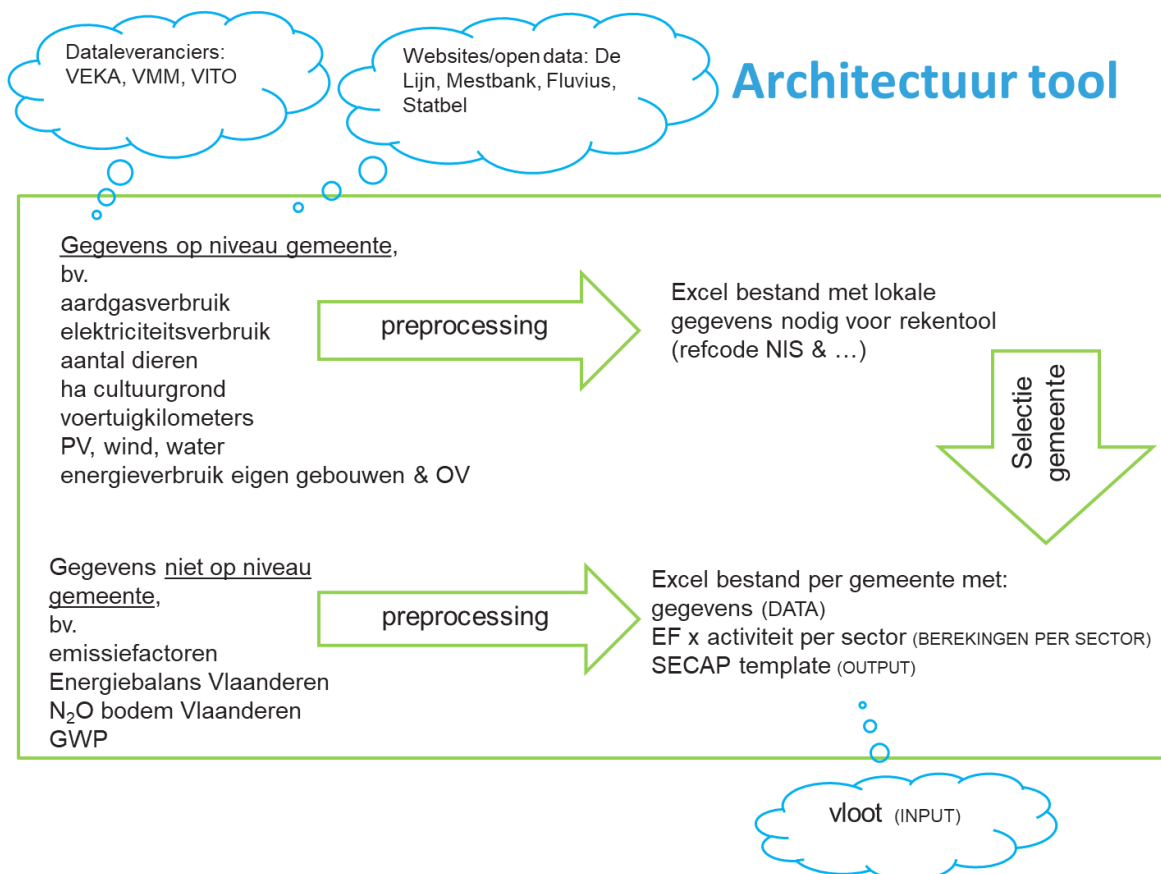 Dataleveranciers:
VEKA, VMM, VITO
Websites/open data: De
Lijn, Mestbank, Fluvius,
Statbel
Architectuur tool
Gegevens op niveau gemeente,
bv.
aardgasverbruik
elektriciteitsverbruik
aantal dieren
ha cultuurgrond
voertuigkilometers
PV, wind, water
energieverbruik eigen gebouwen & OV
preprocessing
Excel bestand met lokale
gegevens nodig voor rekentool
(refcode NIS & …)
Selectie
gemeente
Gegevens niet op niveau
gemeente,
bv.
emissiefactoren
Energiebalans Vlaanderen
N₂O bodem Vlaanderen
GWP
preprocessing
Excel bestand per gemeente met:
gegevens (DATA)
EF x activiteit per sector (BEREKINGEN PER SECTOR)
SECAP template (OUTPUT)
vloot (INPUT)